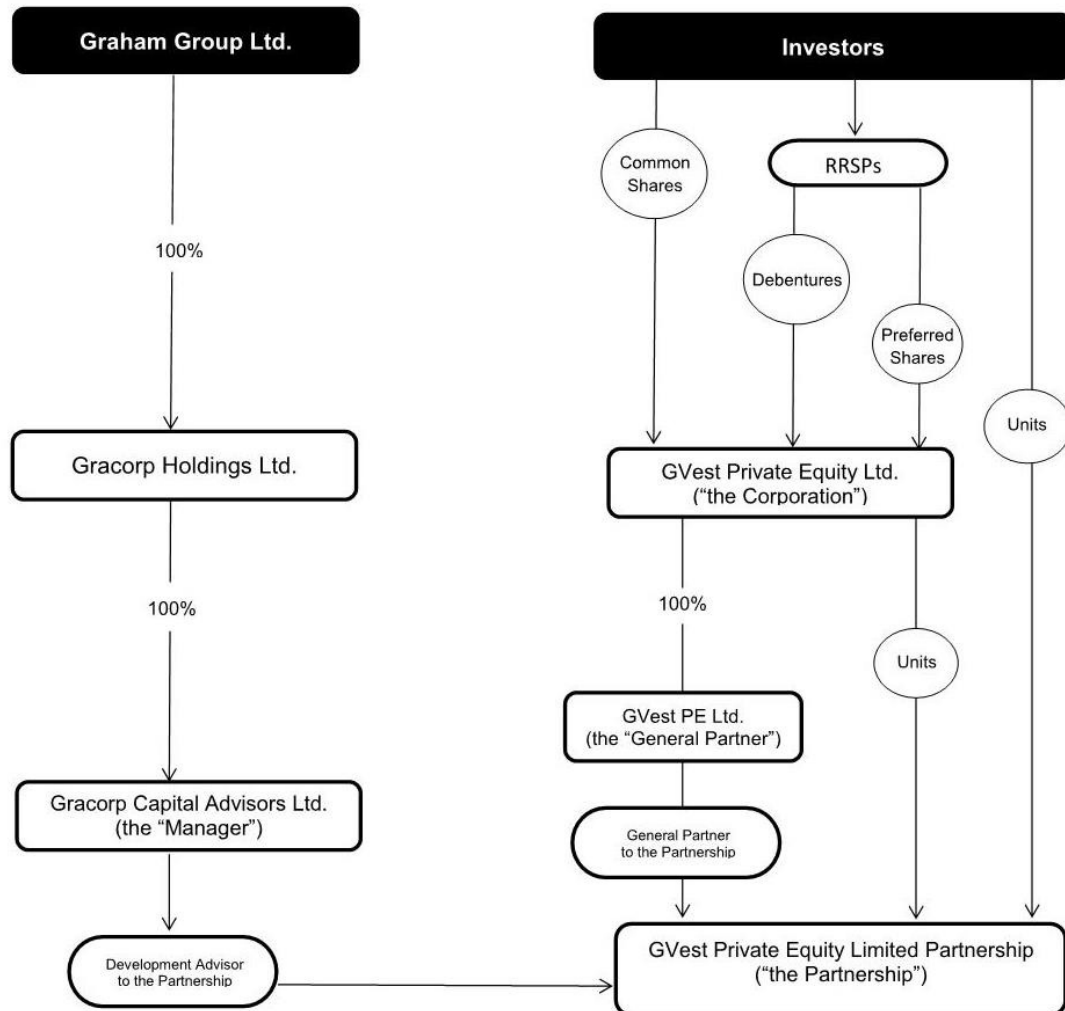 Graham Group Ltd.
Investors
Common
Shares
RRSPs
100%
Debentures
Preferred
Shares
Units
Gracorp Holdings Ltd.
GVest Private Equity Ltd.
(“the Corporation”)
100%
100%
Units
GVest PE Ltd.
(the “General Partner”)
Gracorp Capital Advisors Ltd.
(the “Manager”)
General Partner
to the Partnership
Development Advisor
to the Partnership
GVest Private Equity Limited Partnership
(“the Partnership”)